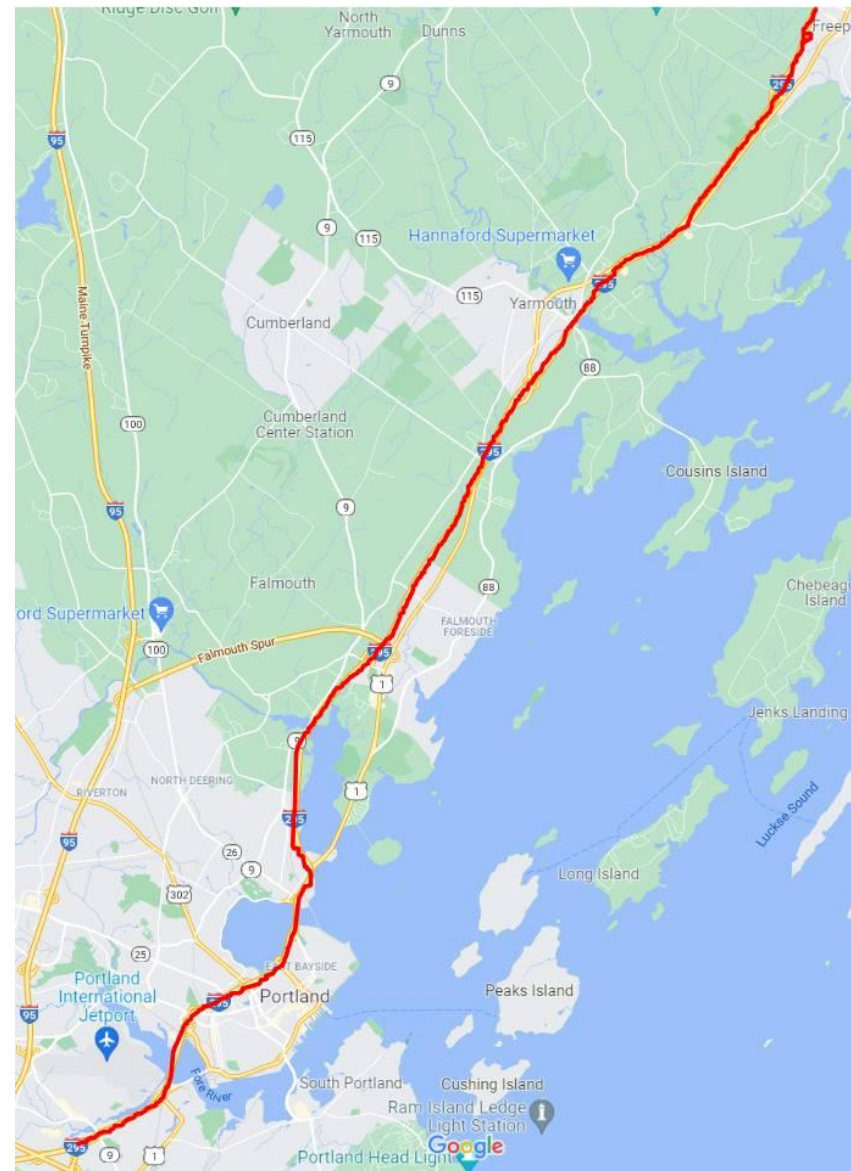 Ridge Disc Golf
North
Yarmouth
Dunns
Freep
9
295
95
115
9
115
Hannaford Supermarket
115
295
Yarmouth
Maine Turnpike
Cumberland
88
100
Cumberland
Center Station
295
Cousins Island
95
9
Falmouth
88
Chebeag
Island
ord Supermarket
FALMOUTH
FORESIDE
100
Falmouth Spur
295
1
Jenks Landing
9
NORTH DEERING
RIVERTON
1
295
Luckse Sound
95
26
9
302
Long Island
25
EAST BAYSIDE
Portland
International
Jetport
295
Portland
Peaks Island
95
Fore River
South Portland
Cushing Island
Ram Island Ledge
Light Station
295
9
1
Google
Portland Head Light